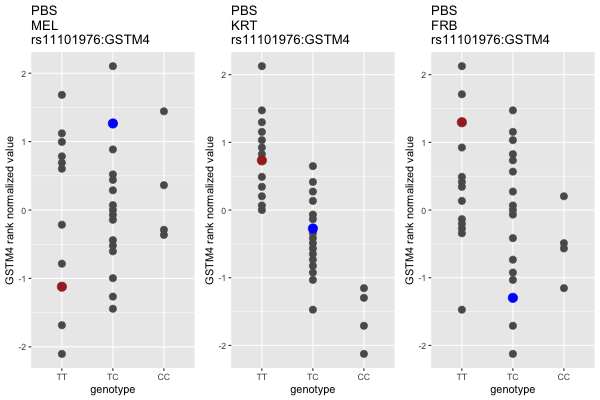 PBS
MEL
rs11101976:GSTM4
GSTM4 rank normalized value
2
1
0
-1
-2
TT
TC
CC
genotype
PBS
KRT
rs11101976:GSTM4
GSTM4 rank normalized value
2
1
0
-1
-2
TT
TC
CC
genotype
PBS
FRB
rs11101976:GSTM4
GSTM4 rank normalized value
2
1
0
-1
-2
TT
TC
CC
genotype